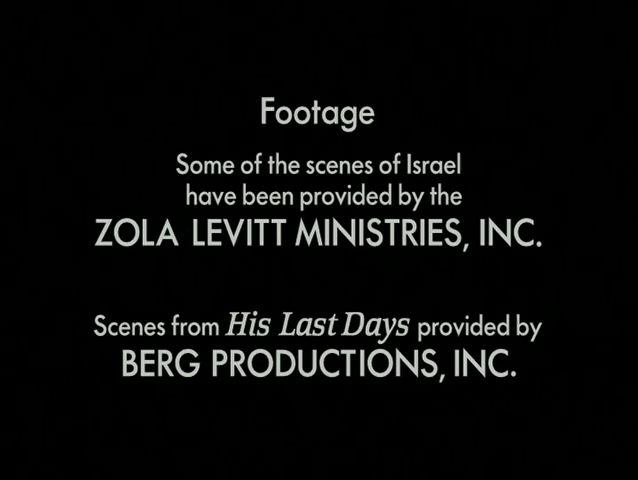 Footage
Some of the scenes of Israel
have been provided by the
ZOLA LEVITT MINISTRIES, INC.
Scenes from His Last Days provided by
BERG PRODUCTIONS, INC.